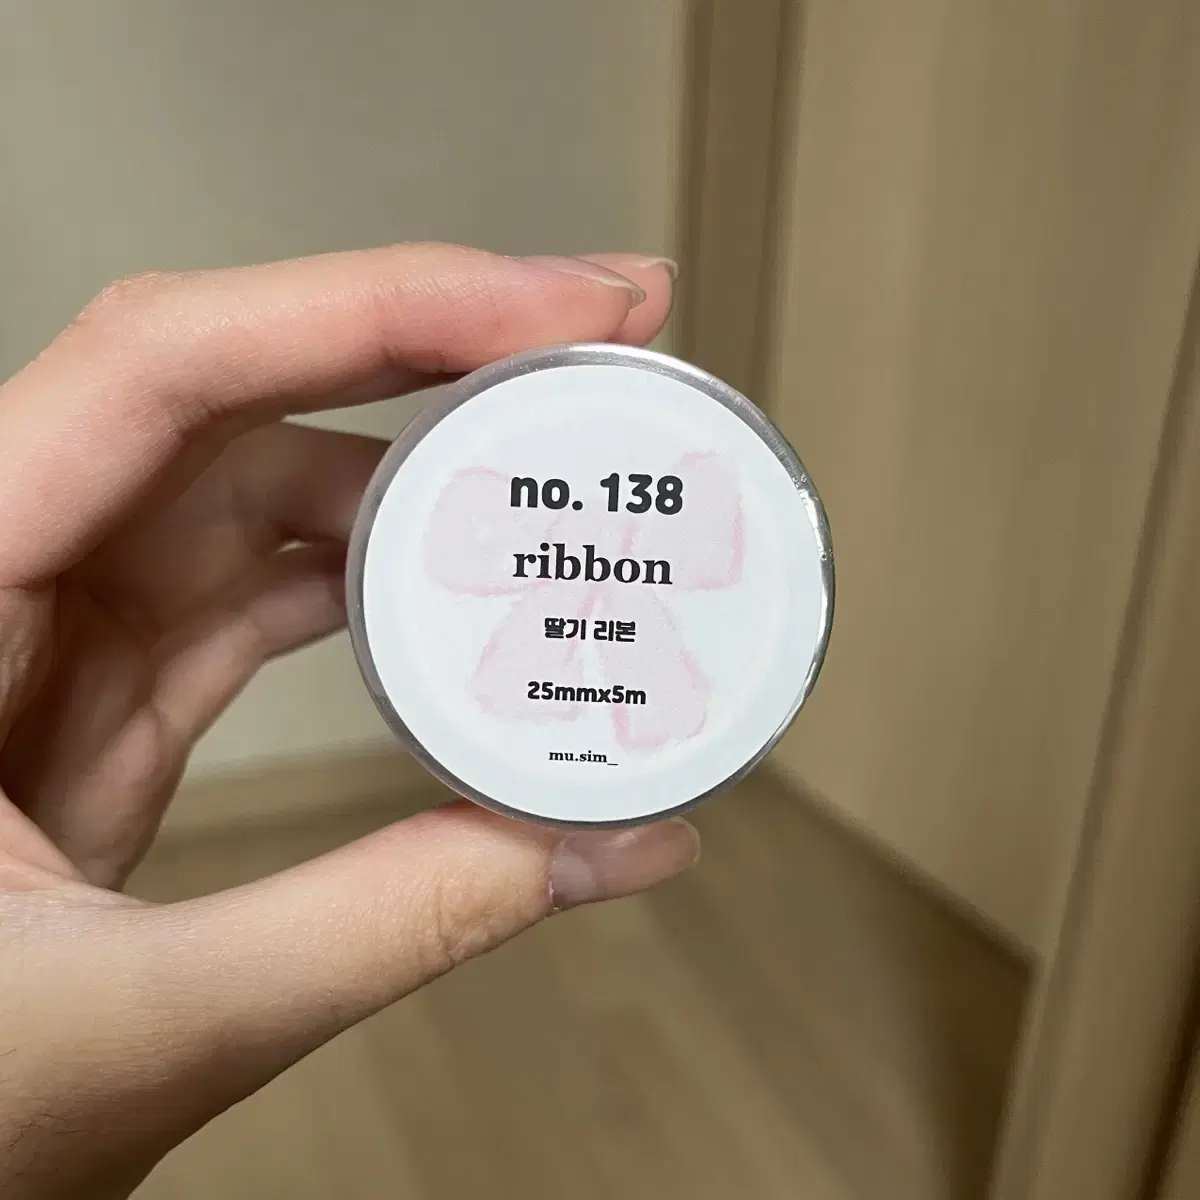 no. 138
ribbon
딸기 리본
25mmx5m
mu.sim_